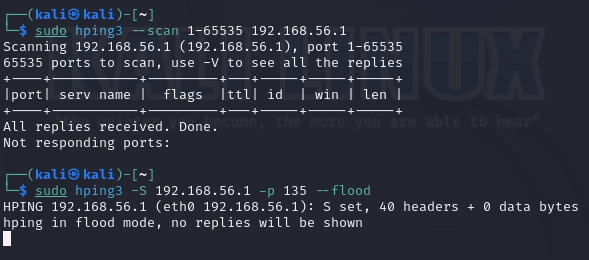 ┌──(kali㉿kali)-[~]
└─$ sudo hping3 --scan 1-65535 192.168.56.1
Scanning 192.168.56.1 (192.168.56.1), port 1-65535
65535 ports to scan, use -V to see all the replies
+----+-----------+---------+---+-----+-----+-----+
|port| serv name |  flags  |ttl| id  | win | len |
+----+-----------+---------+---+-----+-----+-----+
All replies received. Done.
Not responding ports:
┌──(kali㉿kali)-[~]
└─$ sudo hping3 -S 192.168.56.1 -p 135 --flood
HPING 192.168.56.1 (eth0 192.168.56.1): S set, 40 headers + 0 data bytes
hping in flood mode, no replies will be shown
KALI LINUX
you become, the more you are able to hear"